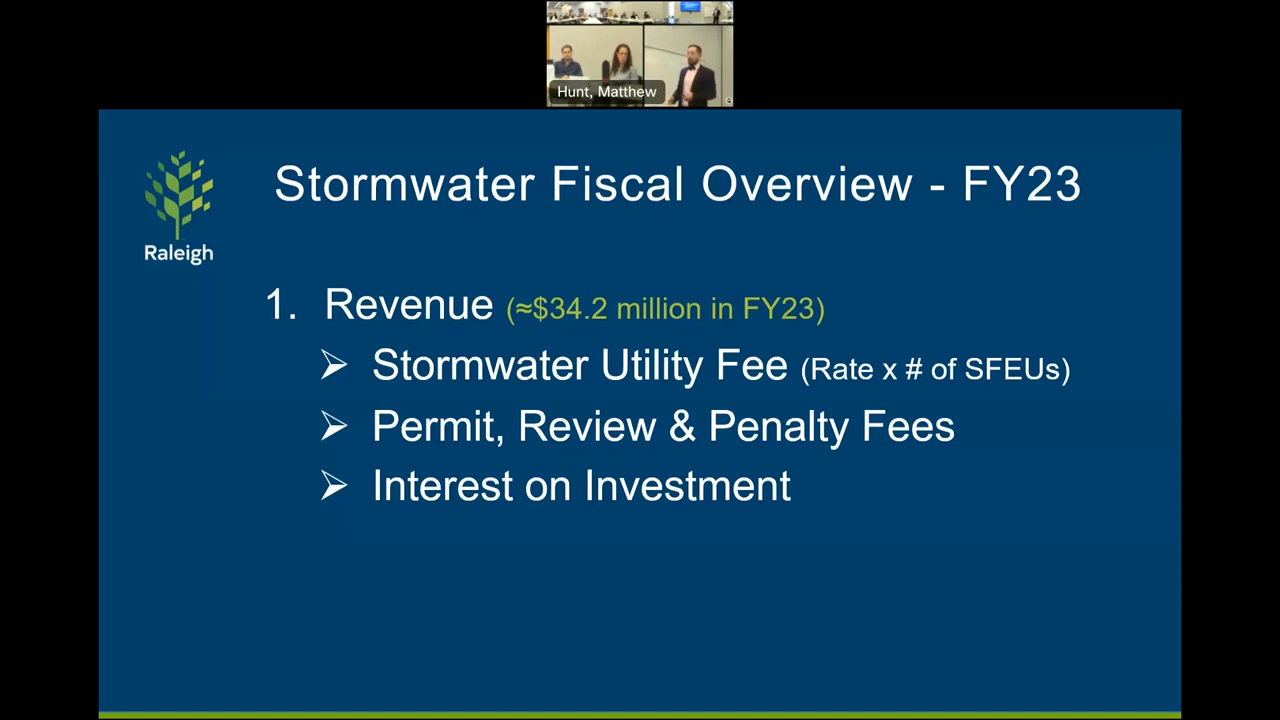 Hunt, Matthew
Raleigh
Stormwater Fiscal Overview - FY23
1. Revenue (≈$34.2 million in FY23)
➢ Stormwater Utility Fee (Rate x # of SFEUs)
➢ Permit, Review & Penalty Fees
➢ Interest on Investment